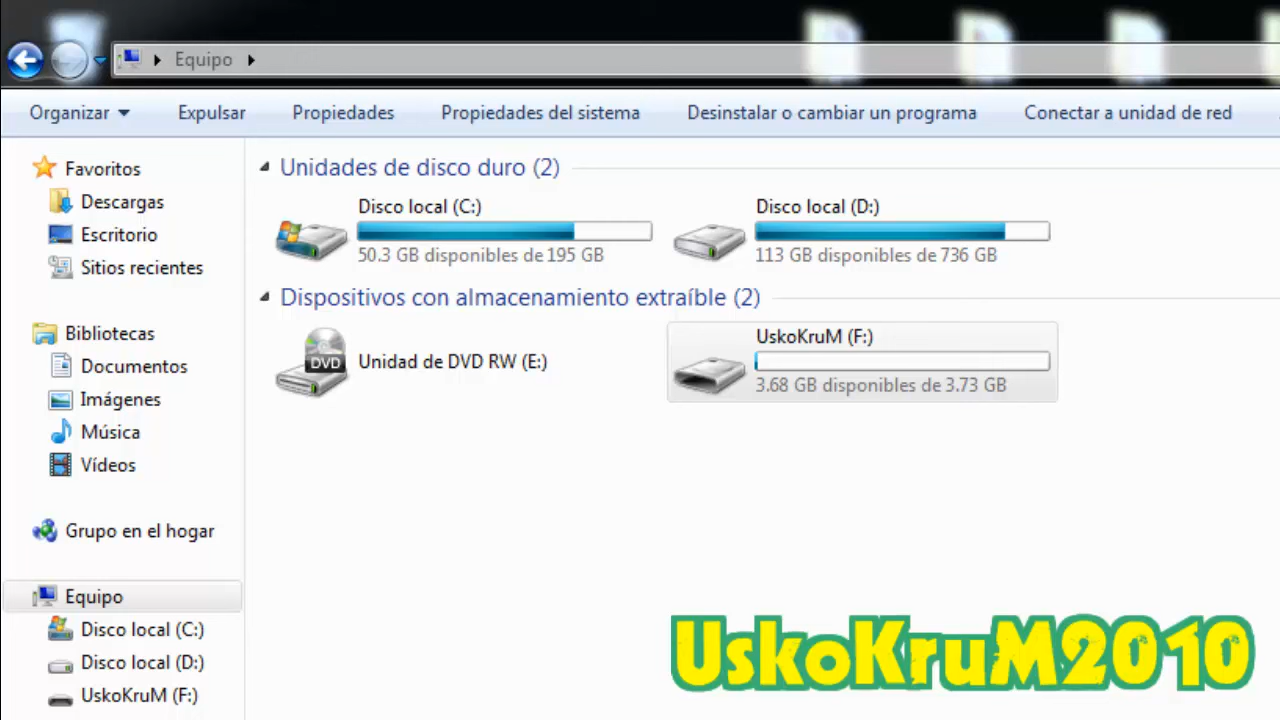 Equipo
Organizar
Expulsar
Propiedades
Propiedades del sistema
Desinstalar o cambiar un programa
Conectar a unidad de red
Favoritos
Descargas
Escritorio
Sitios recientes
Bibliotecas
Documentos
Imágenes
Música
Vídeos
Grupo en el hogar
Equipo
Disco local (C:)
Disco local (D:)
UskoKruM (F:)
Unidades de disco duro (2)
Disco local (C:)
50.3 GB disponibles de 195 GB
Disco local (D:)
113 GB disponibles de 736 GB
Dispositivos con almacenamiento extraíble (2)
DVD
Unidad de DVD RW (E:)
UskoKruM (F:)
3.68 GB disponibles de 3.73 GB
UskoKruM2010